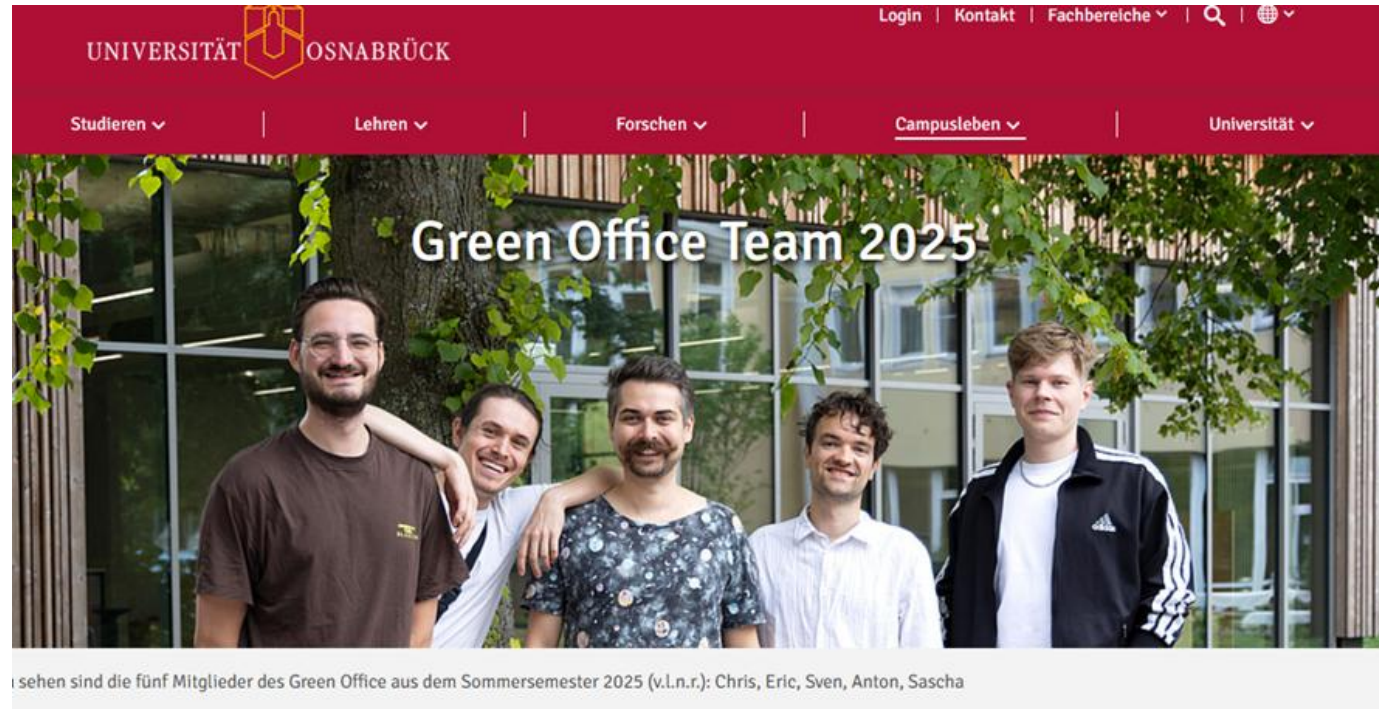 Login | Kontakt | Fachbereiche
UNIVERSITÄT OSNABRÜCK
Studieren | Lehren | Forschen | Campusleben | Universität
Green Office Team 2025
sehen sind die fünf Mitglieder des Green Office aus dem Sommersemester 2025 (v.l.n.r.): Chris, Eric, Sven, Anton, Sascha